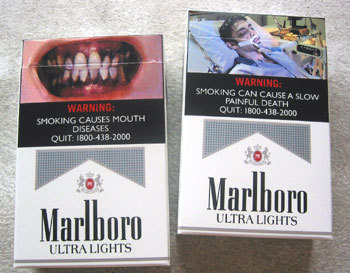 WARNING:
SMOKING CAUSES MOUTH
DISEASES
QUIT: 1800-438-2000
Marlboro
ULTRA LIGHTS
WARNING:
SMOKING CAN CAUSE A SLOW
PAINFUL DEATH
QUIT: 1800-438-2000
Marlboro
ULTRA LIGHTS